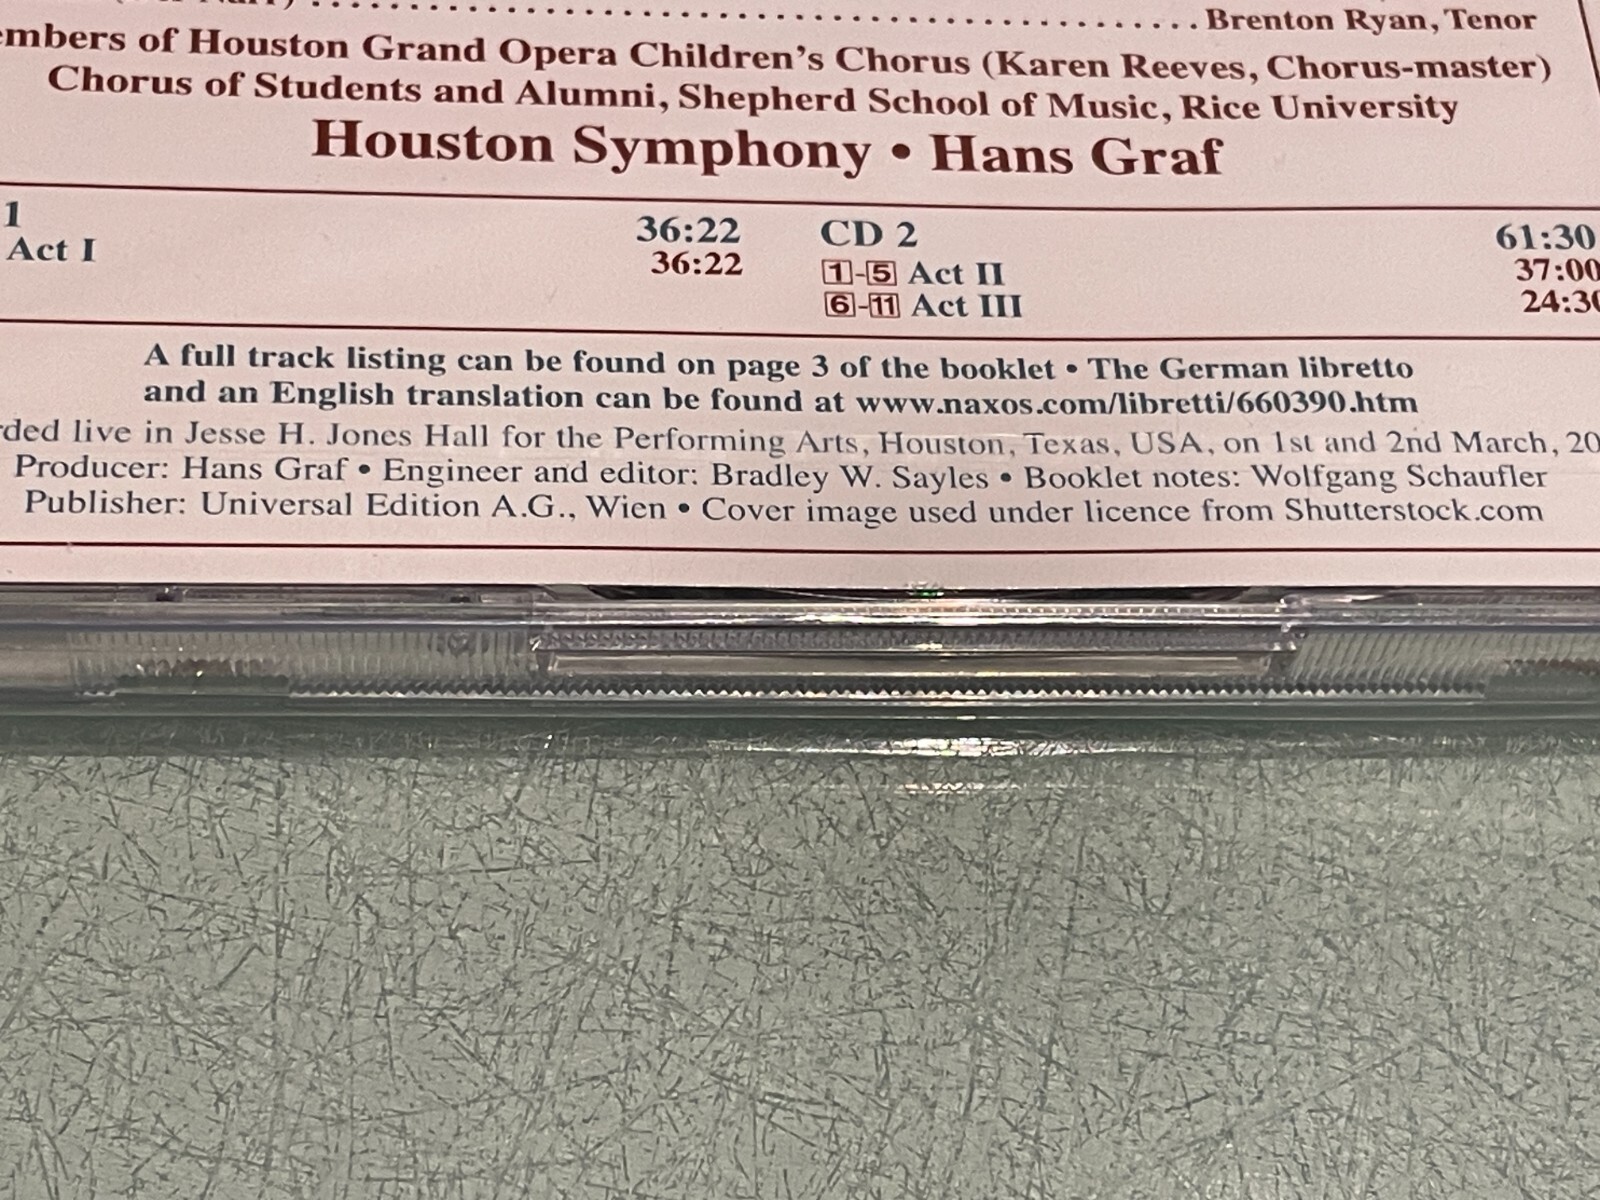 Brenton Ryan, Tenor
of Houston Grand Opera Children's Chorus (Karen Reeves, Chorus-master)
Chorus of Students and Alumni, Shepherd School of Music, Rice University
Houston Symphony • Hans Graf
1 36:22
Act I 36:22
CD 2 61:30
1-5 Act II 37:00
6-11 Act III
A full track listing can be found on page 3 of the booklet • The German libretto
and an English translation can be found at www.naxos.com/libretti/660390.htm
live in Jesse H. Jones Hall for the Performing Arts, Houston, Texas, USA, on 1st and 2nd March,
Producer: Hans Graf • Engineer and editor: Bradley W. Sayles • Booklet notes: Wolfgang Schaufler
Publisher: Universal Edition A.G., Wien • Cover image used under licence from Shutterstock.com